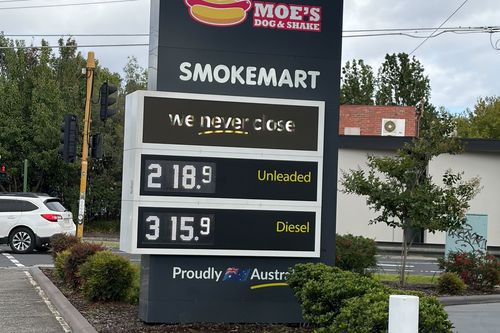 MOE'S
DOG & SHAKE
SMOKEMART
we never close
218.9 Unleaded
315.9 Diesel
Proudly